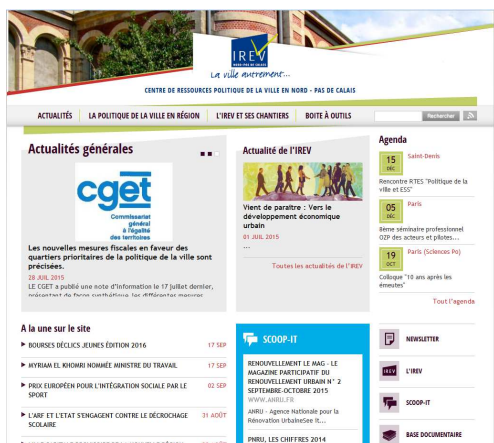 IREV
NORD-PAS DE CALAIS
La ville autrement...
CENTRE DE RESSOURCES POLITIQUE DE LA VILLE EN NORD - PAS DE CALAIS
ACTUALITÉS
LA POLITIQUE DE LA VILLE EN RÉGION
L'IREV ET SES CHANTIERS
BOITE À OUTILS
Rechercher
Actualités générales
cget
Commissariat
général
à l'égalité
des territoires
Les nouvelles mesures fiscales en faveur des
quartiers prioritaires de la politique de la ville sont
précisées.
28 JUIL 2015
LE CGET a publié une note d'information le 17 juillet dernier,
présentant de façon synthétique les différentes mesures
Actualité de l'IREV
Vient de paraître : Vers le
développement économique
urbain
01 JUIL 2015
...
Toutes les actualités de l'IREV
Agenda
15
DÉC
Saint-Denis
Rencontre RTES "Politique de la
ville et ESS"
05
DÉC
Paris
8ème séminaire professionnel
OZP des acteurs et pilotes...
19
OCT
Paris (Sciences Po)
Colloque "10 ans après les
émeutes"
Tout l'agenda
A la une sur le site
BOURSES DÉCLICS JEUNES ÉDITION 2016 17 SEP
MYRIAM EL KHOMRI NOMMÉE MINISTRE DU TRAVAIL 17 SEP
PRIX EUROPÉEN POUR L'INTÉGRATION SOCIALE PAR LE 02 SEP
SPORT
L'ARF ET L'ETAT S'ENGAGENT CONTRE LE DÉCROCHAGE 31 AOÛT
SCOLAIRE
SCOOP-IT
RENOUVELLEMENT LE MAG - LE
MAGAZINE PARTICIPATIF DU
RENOUVELLEMENT URBAIN N° 2
SEPTEMBRE-OCTOBRE 2015
WWW.ANRU.FR
ANRU - Agence Nationale pour la
Rénovation UrbaineSee it...
PNRU, LES CHIFFRES 2014
NEWSLETTER
IREV
L'IREV
SCOOP-IT
BASE DOCUMENTAIRE